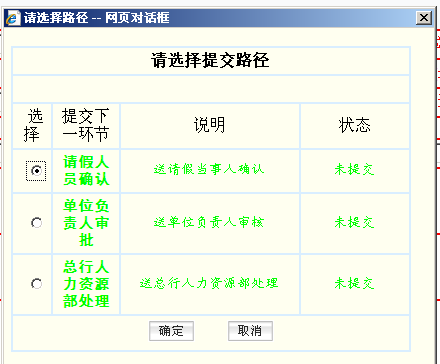 请选择路径 -- 网页对话框
请选择提交路径
选择 提交下一环节 说明 状态
请假人员确认 送请假当事人确认 未提交
单位负责人审批 送单位负责人审核 未提交
总行人力资源部处理 送总行人力资源部处理 未提交
确定 取消